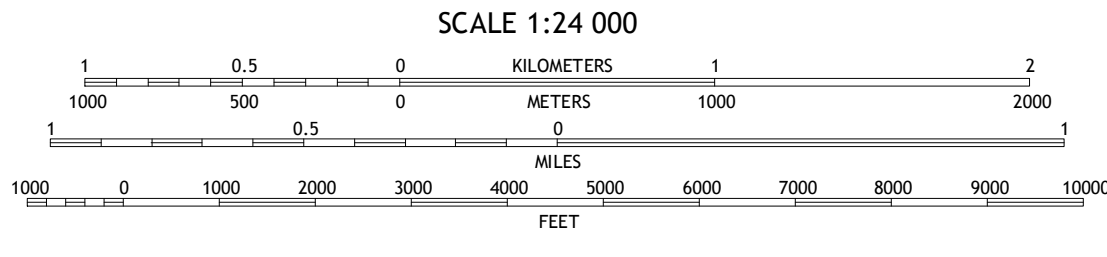 SCALE 1:24 000
1 0.5 0 KILOMETERS 1 2
1000 500 0 METERS 1000 2000
1 0.5 0 1
MILES
1000 0 1000 2000 3000 4000 5000 6000 7000 8000 9000 10000
FEET